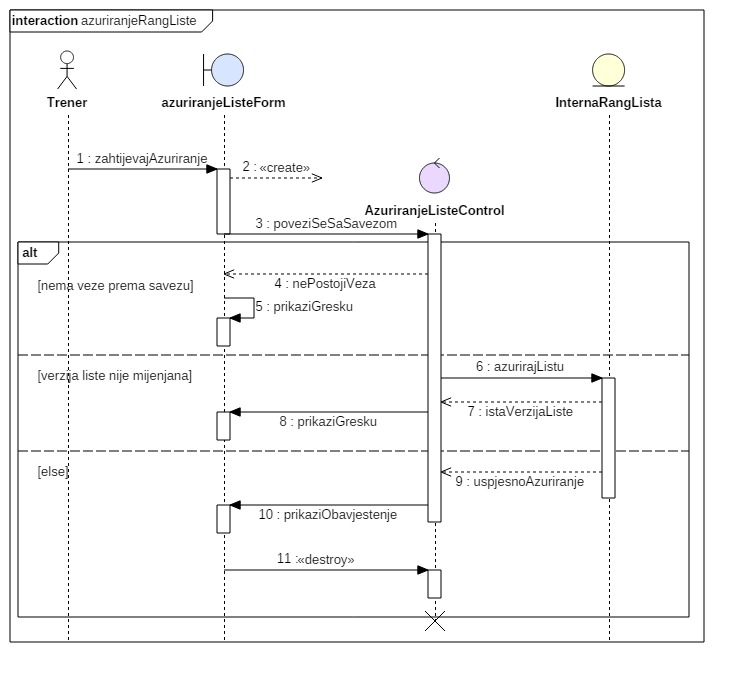 interaction azuriranjeRangListe
Trener
azuriranjeListeForm
InternaRangLista
1 : zahtijevajAzuriranje
2 : «create»
AzuriranjeListeControl
3 : poveziSeSaSavezom
alt
[nema veze prema savezu]
4 : nePostojiVeza
5 : prikaziGresku
[verzija liste nije mijenjana]
6 : azurirajListu
7 : istaVerzijaListe
8 : prikaziGresku
[else]
9 : uspjesnoAzuriranje
10 : prikaziObavjestenje
11 : «destroy»